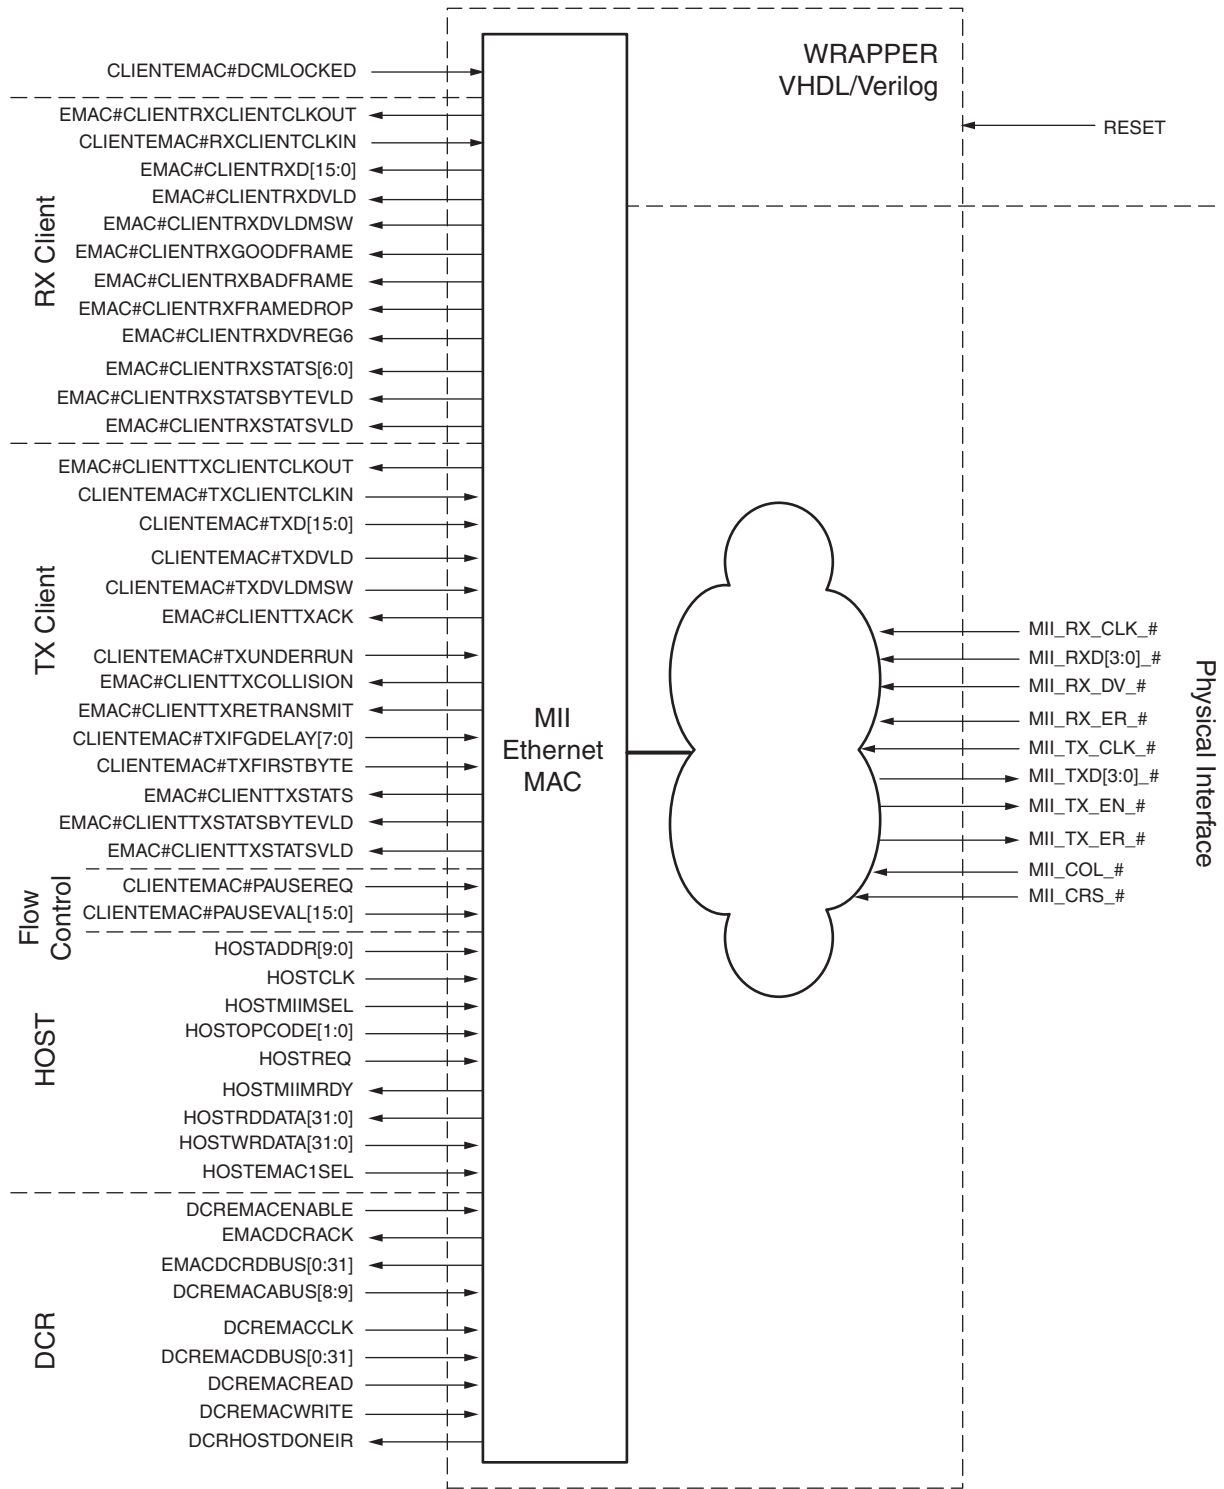 WRAPPER
VHDL/Verilog
RESET
CLIENTEMAC#DCMLOCKED
RX Client
EMAC#CLIENTRXCLIENTCLKOUT
CLIENTEMAC#RXCLIENTCLKIN
EMAC#CLIENTRXD[15:0]
EMAC#CLIENTRXDVLD
EMAC#CLIENTRXDVLDMSW
EMAC#CLIENTRXGOODFRAME
EMAC#CLIENTRXBADFRAME
EMAC#CLIENTRXFRAMEDROP
EMAC#CLIENTRXDVREG6
EMAC#CLIENTRXSTATS[6:0]
EMAC#CLIENTRXSTATSBYTEVLD
EMAC#CLIENTRXSTATSVLD
TX Client
EMAC#CLIENTTXCLIENTCLKOUT
CLIENTEMAC#TXCLIENTCLKIN
CLIENTEMAC#TXD[15:0]
CLIENTEMAC#TXDVLD
CLIENTEMAC#TXDVLDMSW
EMAC#CLIENTTXACK
CLIENTEMAC#TXUNDERRUN
EMAC#CLIENTTXCOLLISION
EMAC#CLIENTTXRETRANSMIT
CLIENTEMAC#TXIFGDELAY[7:0]
CLIENTEMAC#TXFIRSTBYTE
EMAC#CLIENTTXSTATS
EMAC#CLIENTTXSTATSBYTEVLD
EMAC#CLIENTTXSTATSVLD
Flow
Control
CLIENTEMAC#PAUSEREQ
CLIENTEMAC#PAUSEVAL[15:0]
HOST
HOSTADDR[9:0]
HOSTCLK
HOSTMIIMSEL
HOSTOPCODE[1:0]
HOSTREQ
HOSTMIIMRDY
HOSTRDDATA[31:0]
HOSTWRDATA[31:0]
HOSTEMAC1SEL
DCR
DCREMACENABLE
EMACDCRACK
EMACDCRDBUS[0:31]
DCREMACABUS[8:9]
DCREMACCLK
DCREMACDBUS[0:31]
DCREMACREAD
DCREMACWRITE
DCRHOSTDONEIR
MII
Ethernet
MAC
MII_RX_CLK_#
MII_RXD[3:0]_#
MII_RX_DV_#
MII_RX_ER_#
MII_TX_CLK_#
MII_TXD[3:0]_#
MII_TX_EN_#
MII_TX_ER_#
MII_COL_#
MII_CRS_#
Physical Interface